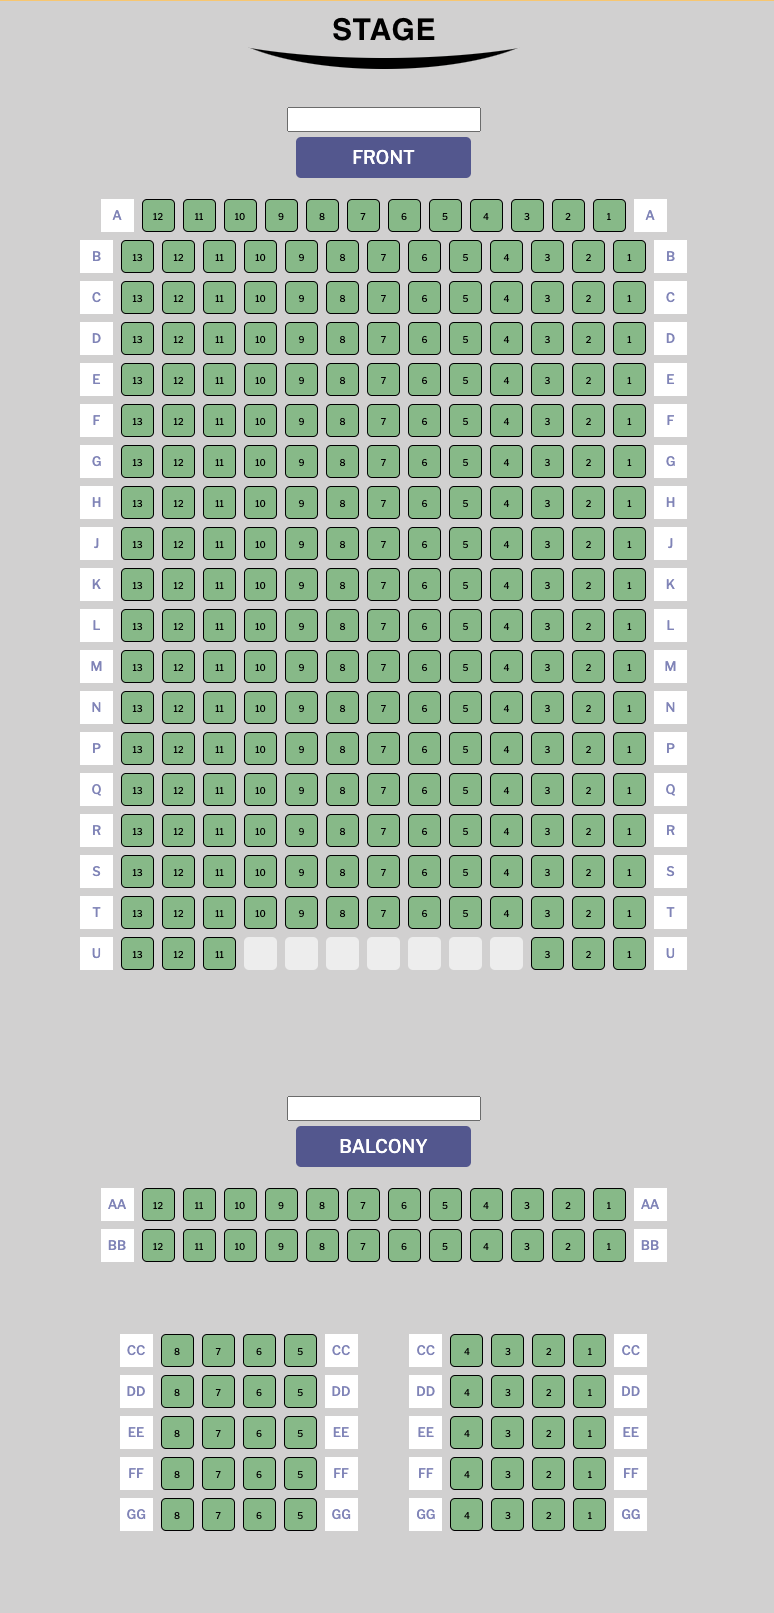 STAGE
FRONT
A 12 11 10 9 8 7 6 5 4 3 2 1 A
B 13 12 11 10 9 8 7 6 5 4 3 2 1 B
C 13 12 11 10 9 8 7 6 5 4 3 2 1 C
D 13 12 11 10 9 8 7 6 5 4 3 2 1 D
E 13 12 11 10 9 8 7 6 5 4 3 2 1 E
F 13 12 11 10 9 8 7 6 5 4 3 2 1 F
G 13 12 11 10 9 8 7 6 5 4 3 2 1 G
H 13 12 11 10 9 8 7 6 5 4 3 2 1 H
J 13 12 11 10 9 8 7 6 5 4 3 2 1 J
K 13 12 11 10 9 8 7 6 5 4 3 2 1 K
L 13 12 11 10 9 8 7 6 5 4 3 2 1 L
M 13 12 11 10 9 8 7 6 5 4 3 2 1 M
N 13 12 11 10 9 8 7 6 5 4 3 2 1 N
P 13 12 11 10 9 8 7 6 5 4 3 2 1 P
Q 13 12 11 10 9 8 7 6 5 4 3 2 1 Q
R 13 12 11 10 9 8 7 6 5 4 3 2 1 R
S 13 12 11 10 9 8 7 6 5 4 3 2 1 S
T 13 12 11 10 9 8 7 6 5 4 3 2 1 T
U 13 12 11 3 2 1 U
BALCONY
AA 12 11 10 9 8 7 6 5 4 3 2 1 AA
BB 12 11 10 9 8 7 6 5 4 3 2 1 BB
CC 8 7 6 5 CC CC 4 3 2 1 CC
DD 8 7 6 5 DD DD 4 3 2 1 DD
EE 8 7 6 5 EE EE 4 3 2 1 EE
FF 8 7 6 5 FF FF 4 3 2 1 FF
GG 8 7 6 5 GG GG 4 3 2 1 GG